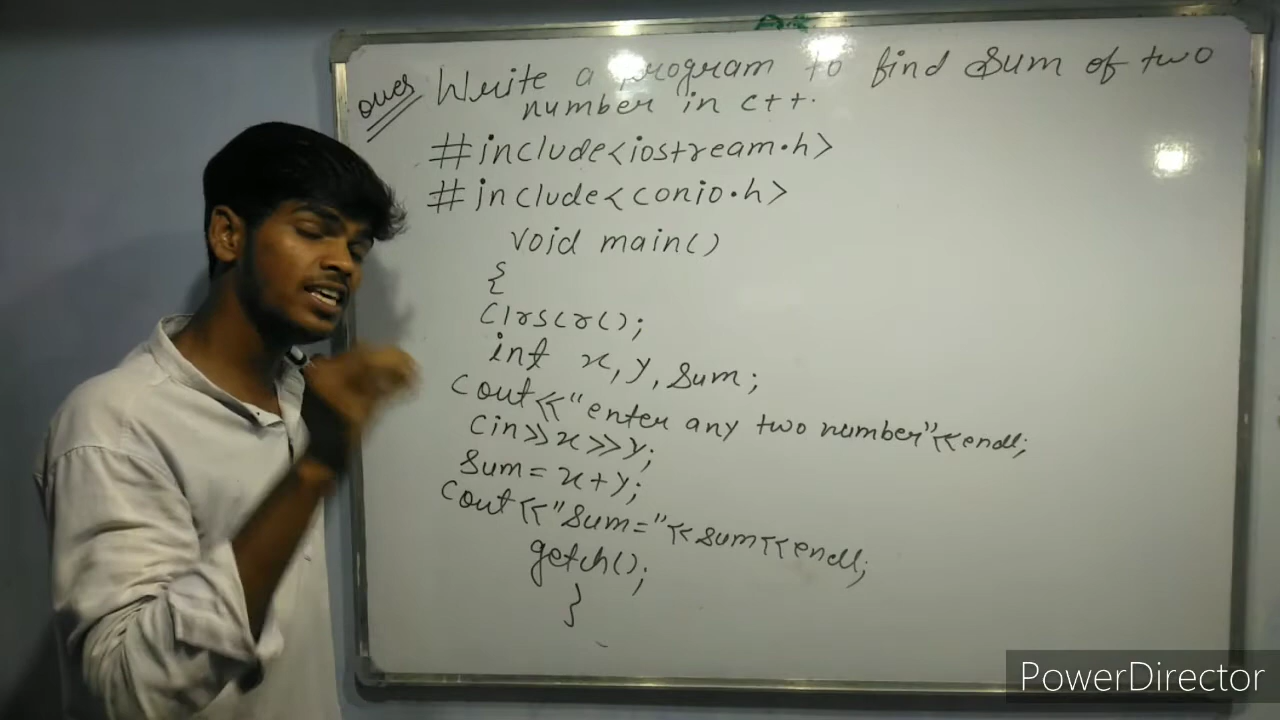 Ques Write a program to find Sum of two
number in c++.
#include<iostream.h>
#include<conio.h>
void main()
{
Clrscr();
int x, y, sum;
Cout<<"enter any two number"<<endl;
Cin>>x>>y;
Sum=x+y;
Cout<<"Sum="<<sum<<endl;
getch();
}
PowerDirector